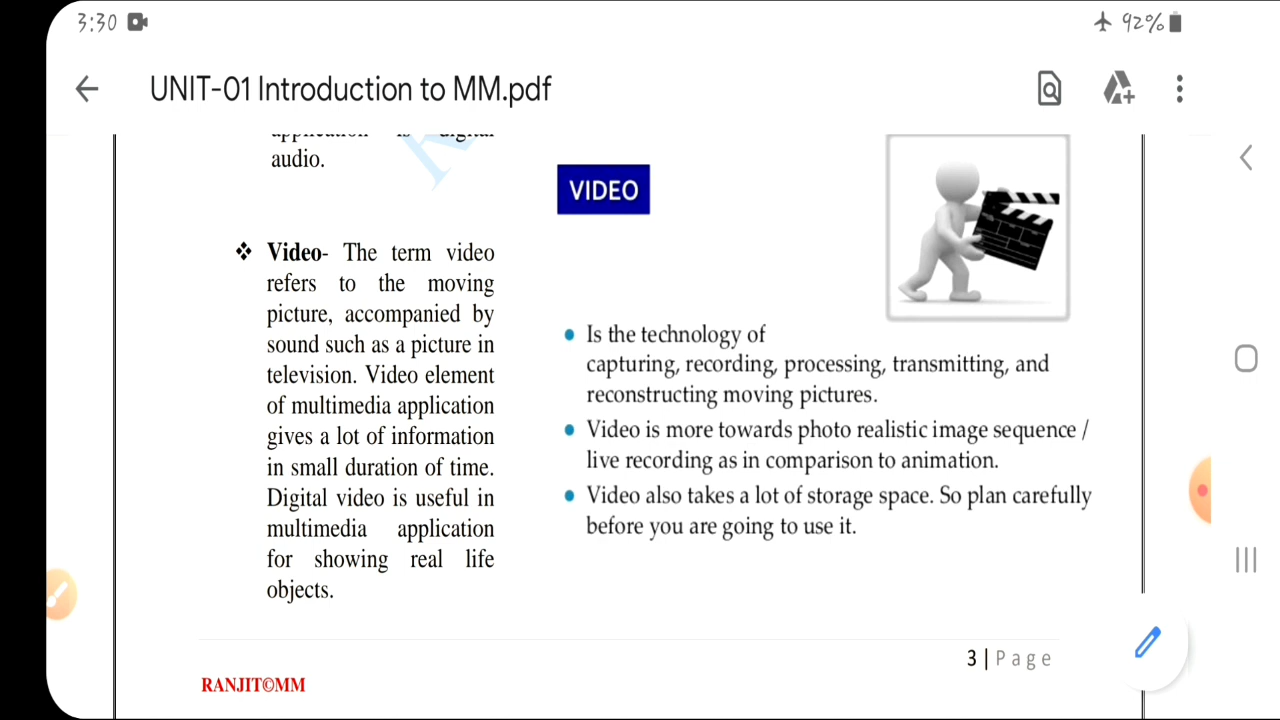 3:30
92%
UNIT-01 Introduction to MM.pdf
application is digital
audio.
VIDEO
❖ Video- The term video
refers to the moving
picture, accompanied by
sound such as a picture in
television. Video element
of multimedia application
gives a lot of information
in small duration of time.
Digital video is useful in
multimedia application
for showing real life
objects.
• Is the technology of
capturing, recording, processing, transmitting, and
reconstructing moving pictures.
• Video is more towards photo realistic image sequence /
live recording as in comparison to animation.
• Video also takes a lot of storage space. So plan carefully
before you are going to use it.
3 | Page
RANJIT©MM